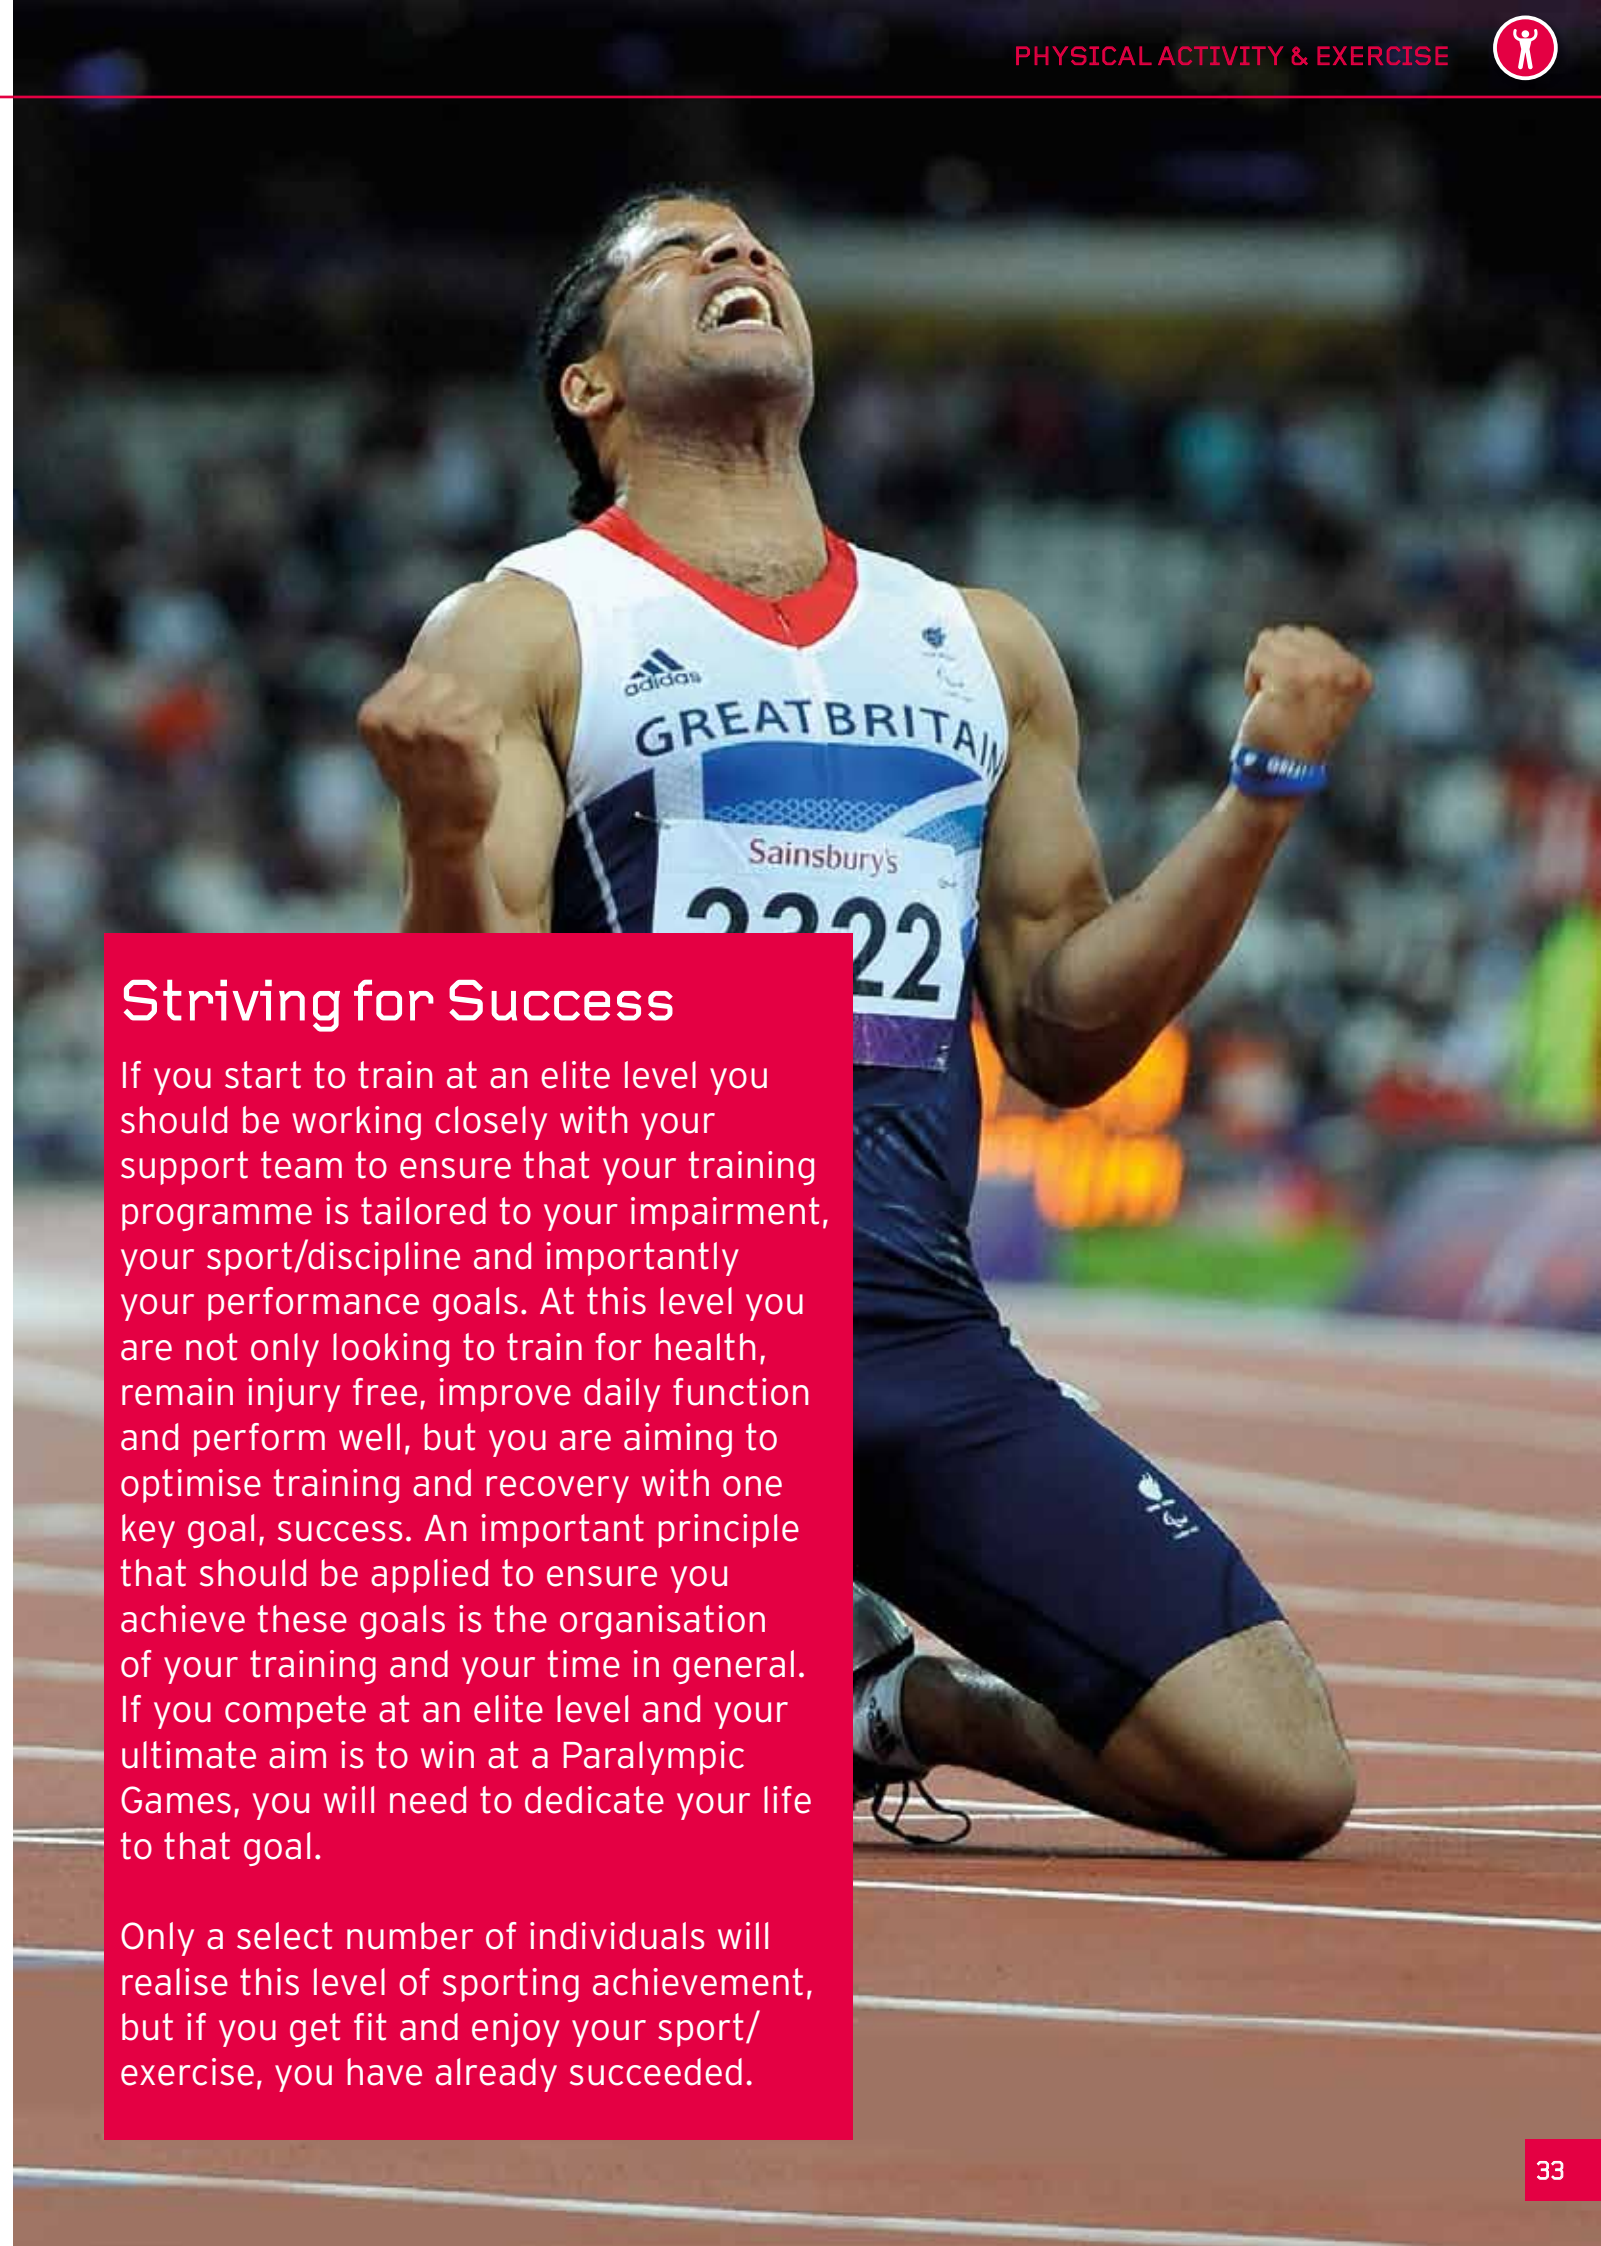 PHYSICAL ACTIVITY & EXERCISE
adidas
GREAT BRITAIN
Sainsbury's
Striving for Success
If you start to train at an elite level you
should be working closely with your
support team to ensure that your training
programme is tailored to your impairment,
your sport/discipline and importantly
your performance goals. At this level you
are not only looking to train for health,
remain injury free, improve daily function
and perform well, but you are aiming to
optimise training and recovery with one
key goal, success. An important principle
that should be applied to ensure you
achieve these goals is the organisation
of your training and your time in general.
If you compete at an elite level and your
ultimate aim is to win at a Paralympic
Games, you will need to dedicate your life
to that goal.
Only a select number of individuals will
realise this level of sporting achievement,
but if you get fit and enjoy your sport/
exercise, you have already succeeded.
33